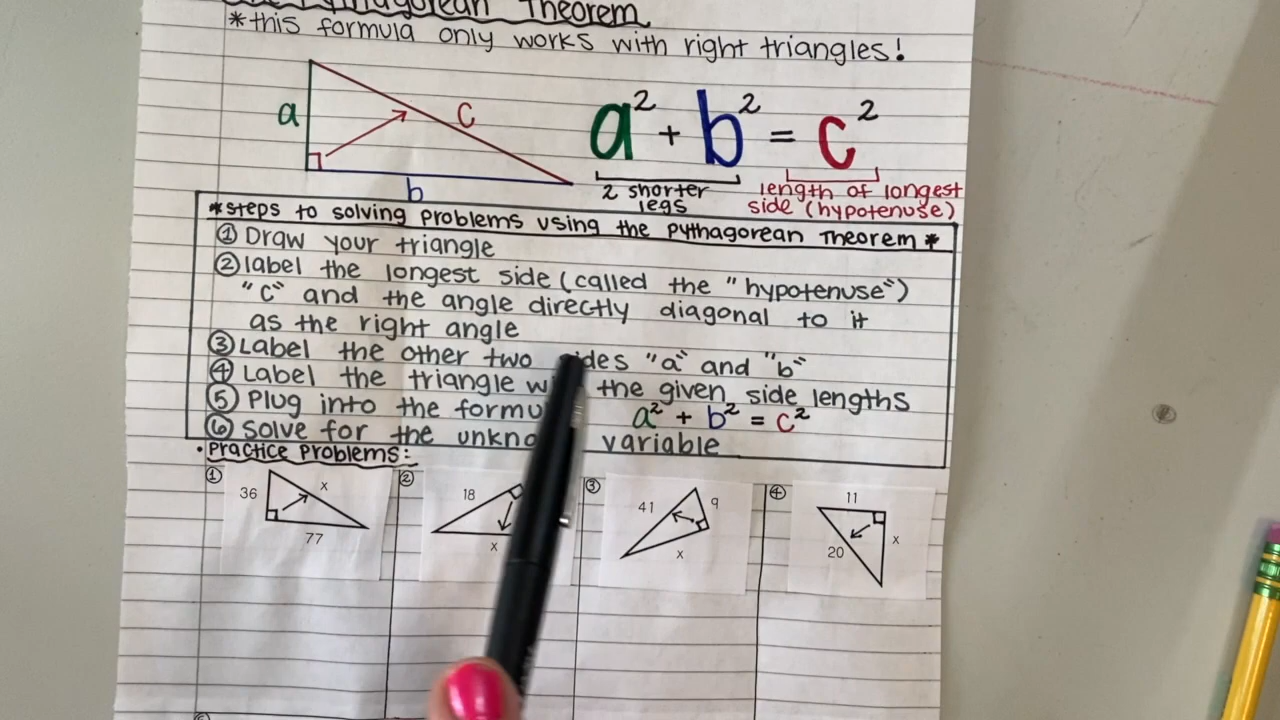 Pythagorean Theorem
*this formula only works with right triangles!
a
c
b
a² + b² = c²
2 shorter legs
length of longest side (hypotenuse)
*steps to solving problems using the Pythagorean Theorem*
① Draw your triangle
② label the longest side (called the "hypotenuse")
"c" and the angle directly diagonal to it
as the right angle
③ Label the other two sides "a" and "b"
④ Label the triangle the given side lengths
⑤ Plug into the a² + b² = c²
⑥ Solve for the variable
• Practice Problems:
① 36 x 77
② 18 x
③ 41 9 x
④ 11 20 x